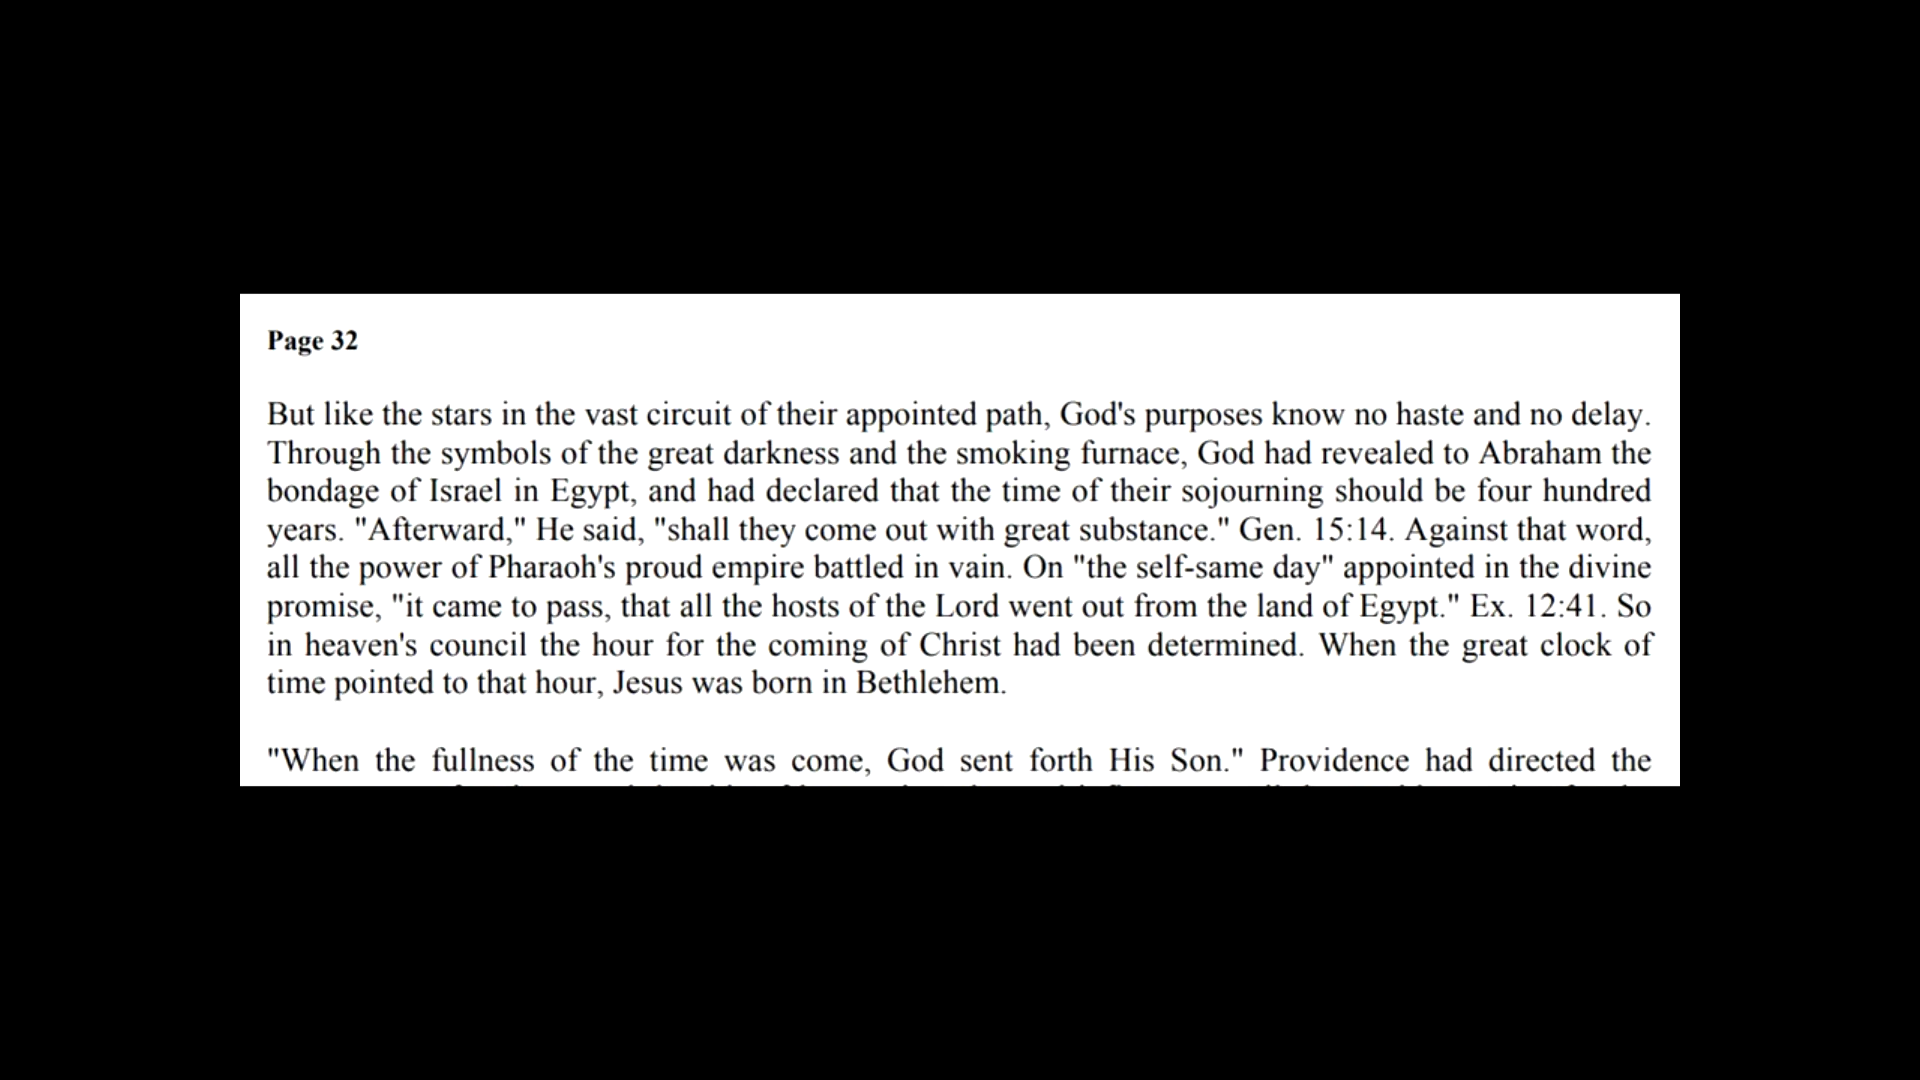 Page 32
But like the stars in the vast circuit of their appointed path, God's purposes know no haste and no delay.
Through the symbols of the great darkness and the smoking furnace, God had revealed to Abraham the
bondage of Israel in Egypt, and had declared that the time of their sojourning should be four hundred
years. "Afterward," He said, "shall they come out with great substance." Gen. 15:14. Against that word,
all the power of Pharaoh's proud empire battled in vain. On "the self-same day" appointed in the divine
promise, "it came to pass, that all the hosts of the Lord went out from the land of Egypt." Ex. 12:41. So
in heaven's council the hour for the coming of Christ had been determined. When the great clock of
time pointed to that hour, Jesus was born in Bethlehem.
"When the fullness of the time was come, God sent forth His Son." Providence had directed the